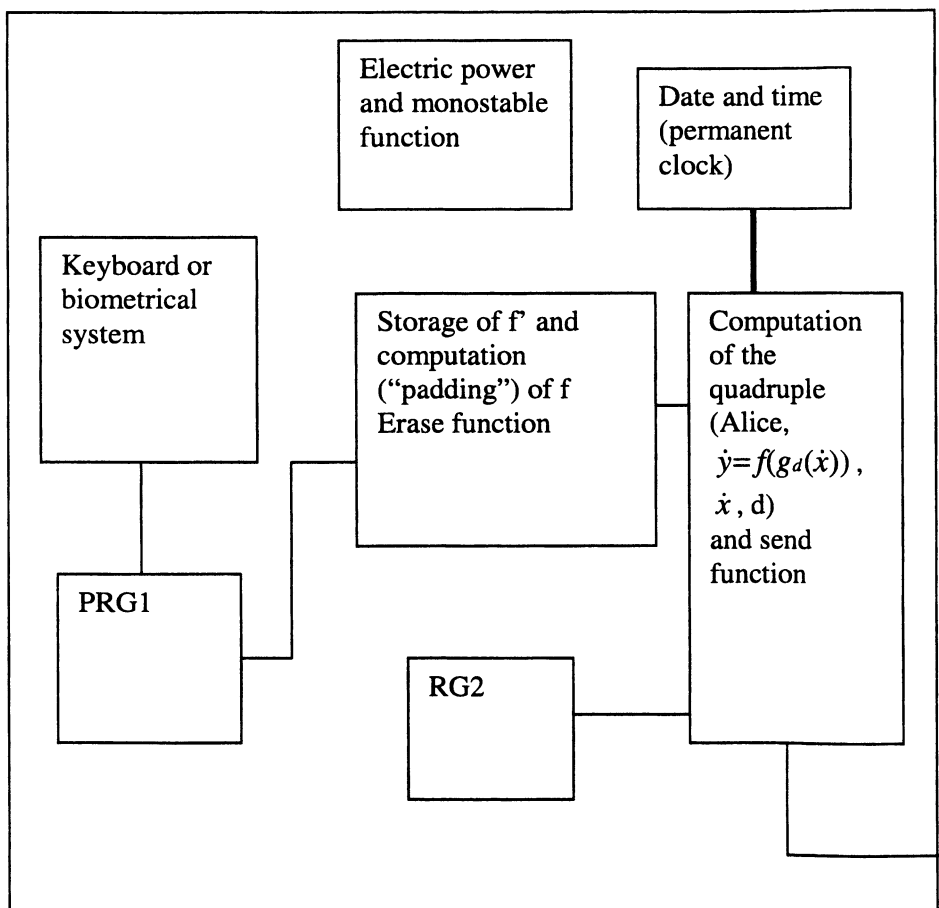 Electric power
and monostable
function
Date and time
(permanent
clock)
Keyboard or
biometrical
system
Storage of f’ and
computation
(“padding”) of f
Erase function
Computation
of the
quadruple
(Alice,
ẏ=f(g_d(ẋ)) ,
ẋ , d)
and send
function
PRG1
RG2